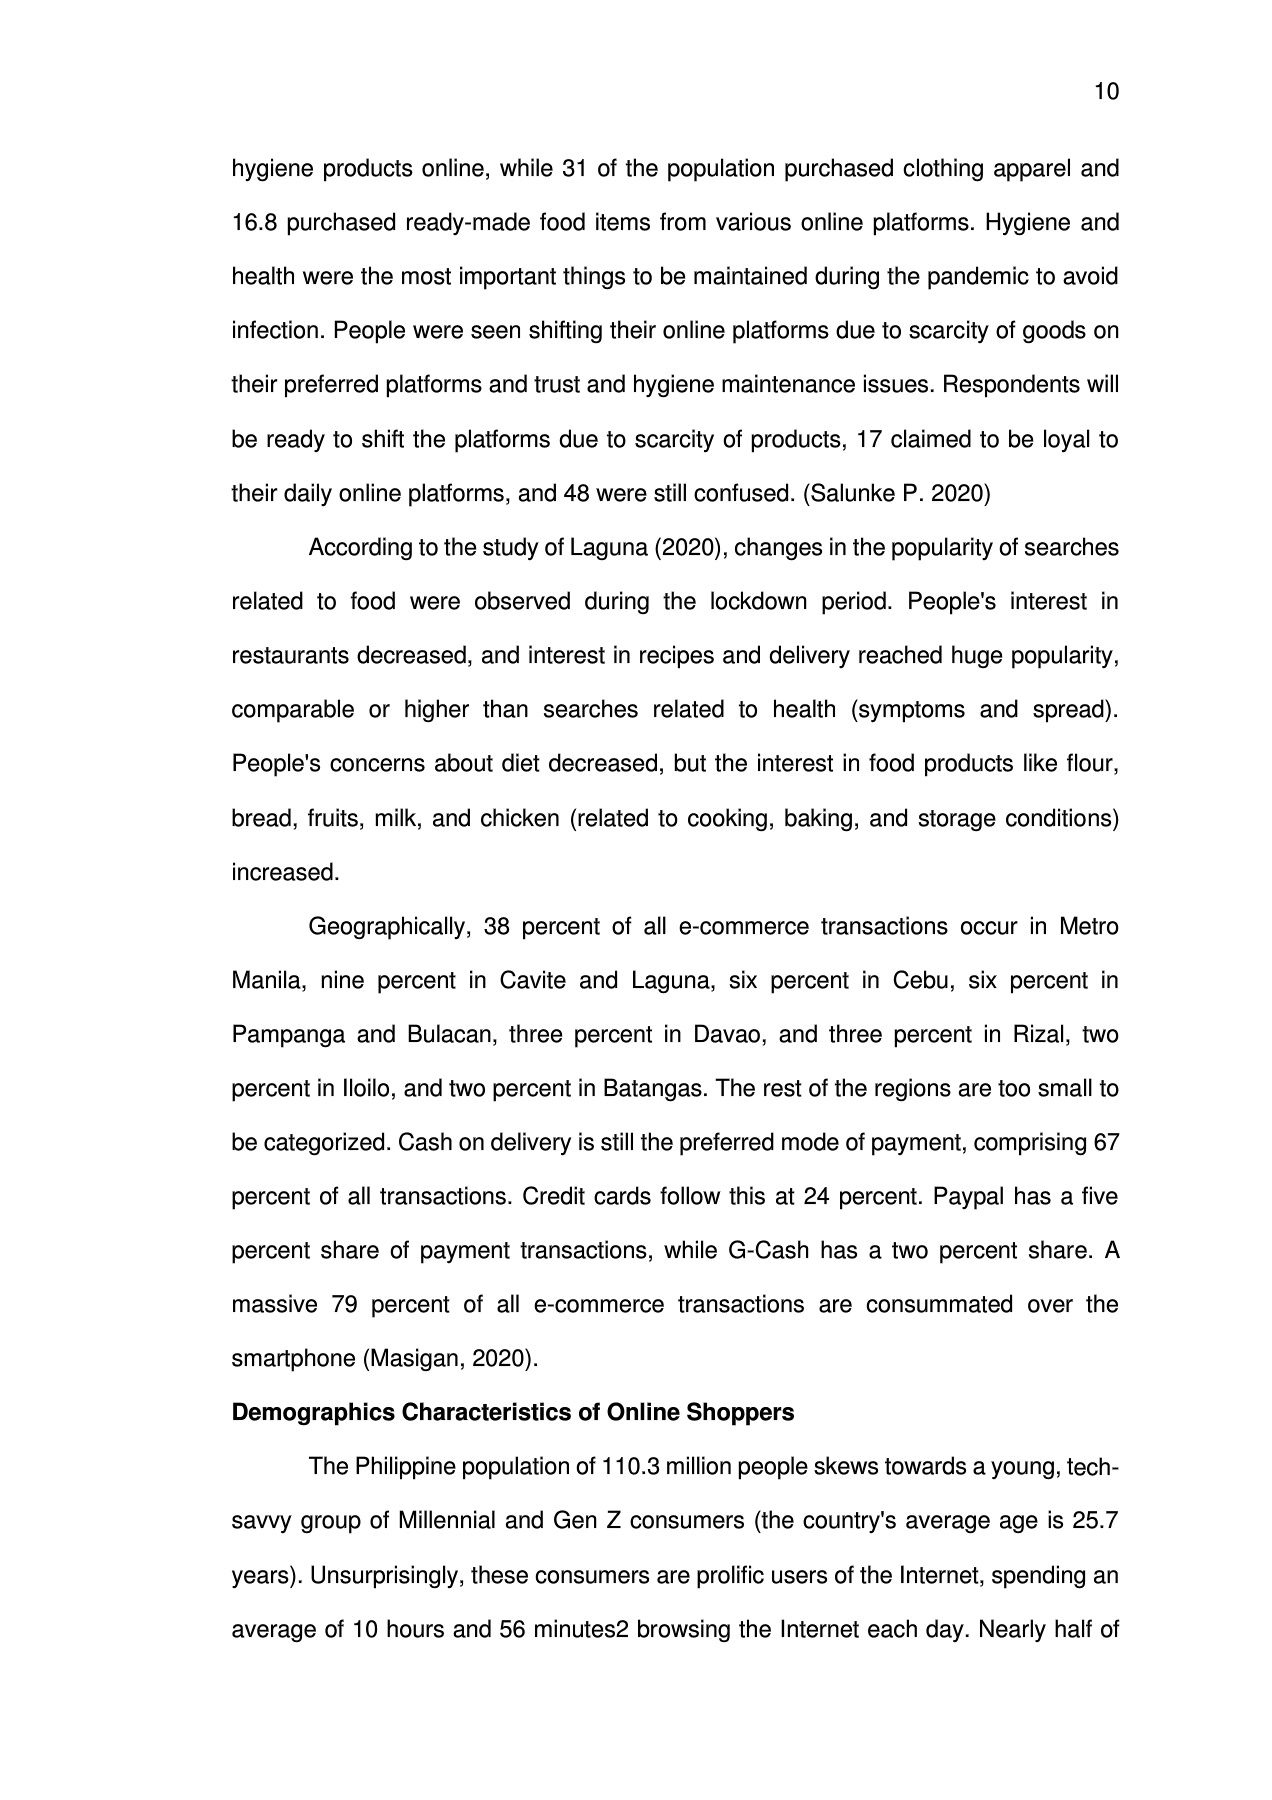 10
hygiene products online, while 31 of the population purchased clothing apparel and
16.8 purchased ready-made food items from various online platforms. Hygiene and
health were the most important things to be maintained during the pandemic to avoid
infection. People were seen shifting their online platforms due to scarcity of goods on
their preferred platforms and trust and hygiene maintenance issues. Respondents will
be ready to shift the platforms due to scarcity of products, 17 claimed to be loyal to
their daily online platforms, and 48 were still confused. (Salunke P. 2020)
According to the study of Laguna (2020), changes in the popularity of searches
related to food were observed during the lockdown period. People's interest in
restaurants decreased, and interest in recipes and delivery reached huge popularity,
comparable or higher than searches related to health (symptoms and spread).
People's concerns about diet decreased, but the interest in food products like flour,
bread, fruits, milk, and chicken (related to cooking, baking, and storage conditions)
increased.
Geographically, 38 percent of all e-commerce transactions occur in Metro
Manila, nine percent in Cavite and Laguna, six percent in Cebu, six percent in
Pampanga and Bulacan, three percent in Davao, and three percent in Rizal, two
percent in Iloilo, and two percent in Batangas. The rest of the regions are too small to
be categorized. Cash on delivery is still the preferred mode of payment, comprising 67
percent of all transactions. Credit cards follow this at 24 percent. Paypal has a five
percent share of payment transactions, while G-Cash has a two percent share. A
massive 79 percent of all e-commerce transactions are consummated over the
smartphone (Masigan, 2020).
Demographics Characteristics of Online Shoppers
The Philippine population of 110.3 million people skews towards a young, tech-
savvy group of Millennial and Gen Z consumers (the country's average age is 25.7
years). Unsurprisingly, these consumers are prolific users of the Internet, spending an
average of 10 hours and 56 minutes2 browsing the Internet each day. Nearly half of